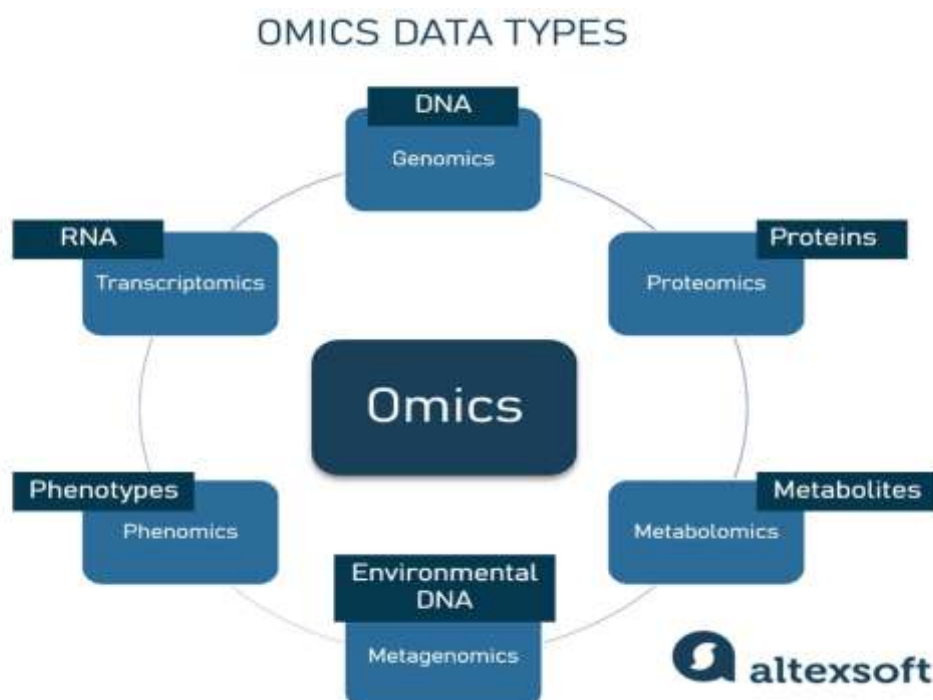 OMICS DATA TYPES
DNA
Genomics
RNA
Transcriptomics
Proteins
Proteomics
Omics
Phenotypes
Phenomics
Metabolites
Metabolomics
Environmental
DNA
Metagenomics
altexsoft